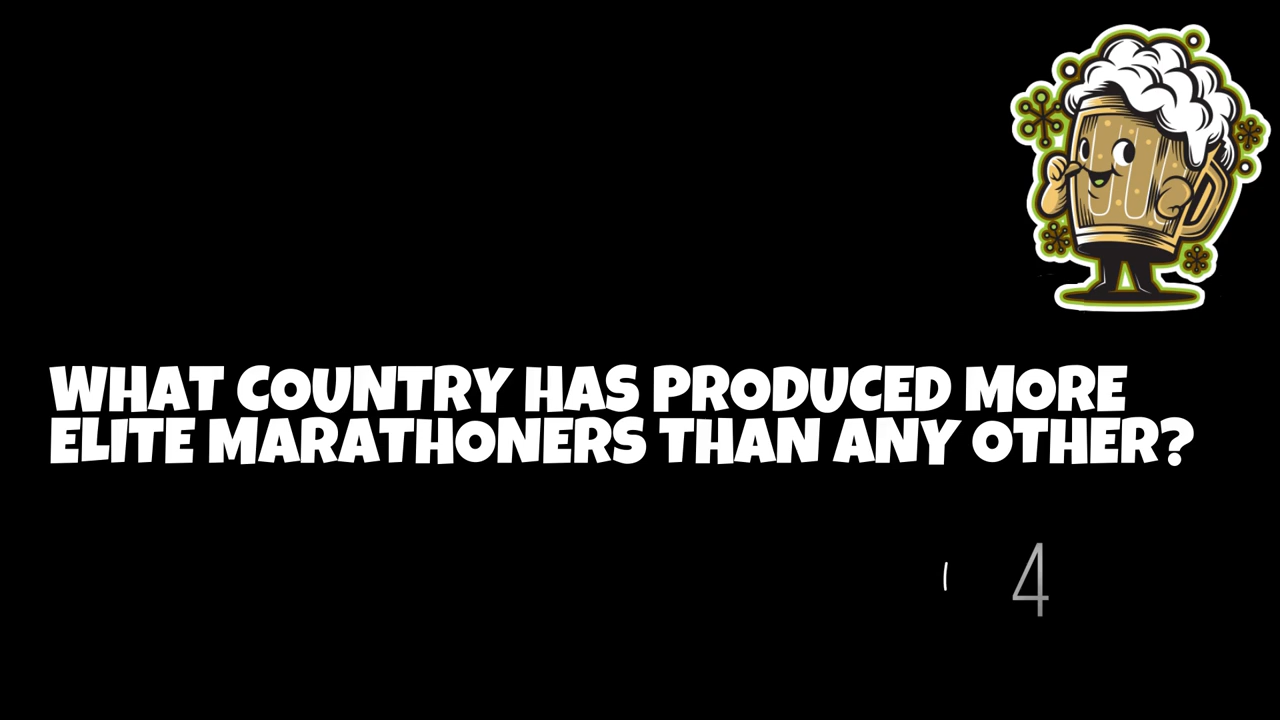 WHAT COUNTRY HAS PRODUCED MORE
ELITE MARATHONERS THAN ANY OTHER?
4